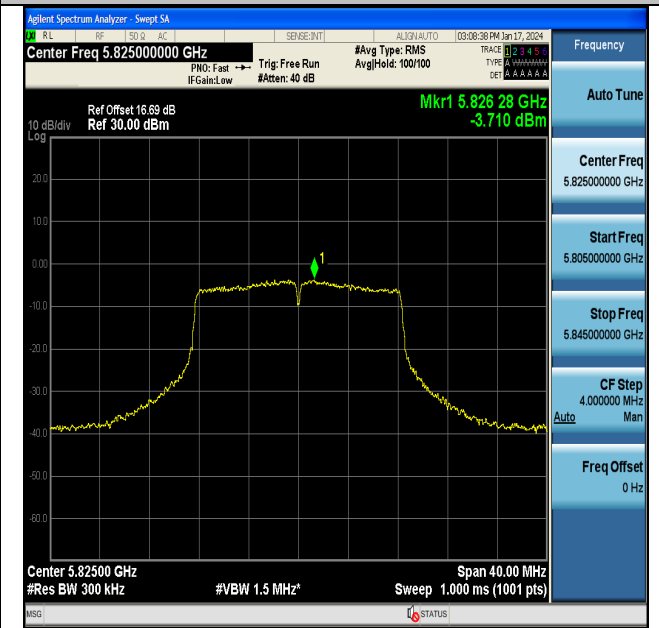 Agilent Spectrum Analyzer - Swept SA
LXI RL RF 50 Ω AC SENSE:INT ALIGN AUTO 03:08:38 PM Jan 17, 2024
Center Freq 5.825000000 GHz
PNO: Fast
IFGain:Low
Trig: Free Run
#Atten: 40 dB
#Avg Type: RMS
Avg|Hold: 100/100
TRACE 1 2 3 4 5 6
TYPE A
DET A A A A A A
Frequency
Mkr1 5.826 28 GHz
-3.710 dBm
Ref Offset 16.69 dB
10 dB/div Ref 30.00 dBm
Log
20.0
10.0
0.00
-10.0
-20.0
-30.0
-40.0
-50.0
-60.0
1
Center 5.82500 GHz Span 40.00 MHz
#Res BW 300 kHz #VBW 1.5 MHz* Sweep 1.000 ms (1001 pts)
MSG STATUS
Auto Tune
Center Freq
5.825000000 GHz
Start Freq
5.805000000 GHz
Stop Freq
5.845000000 GHz
CF Step
4.000000 MHz
Auto Man
Freq Offset
0 Hz